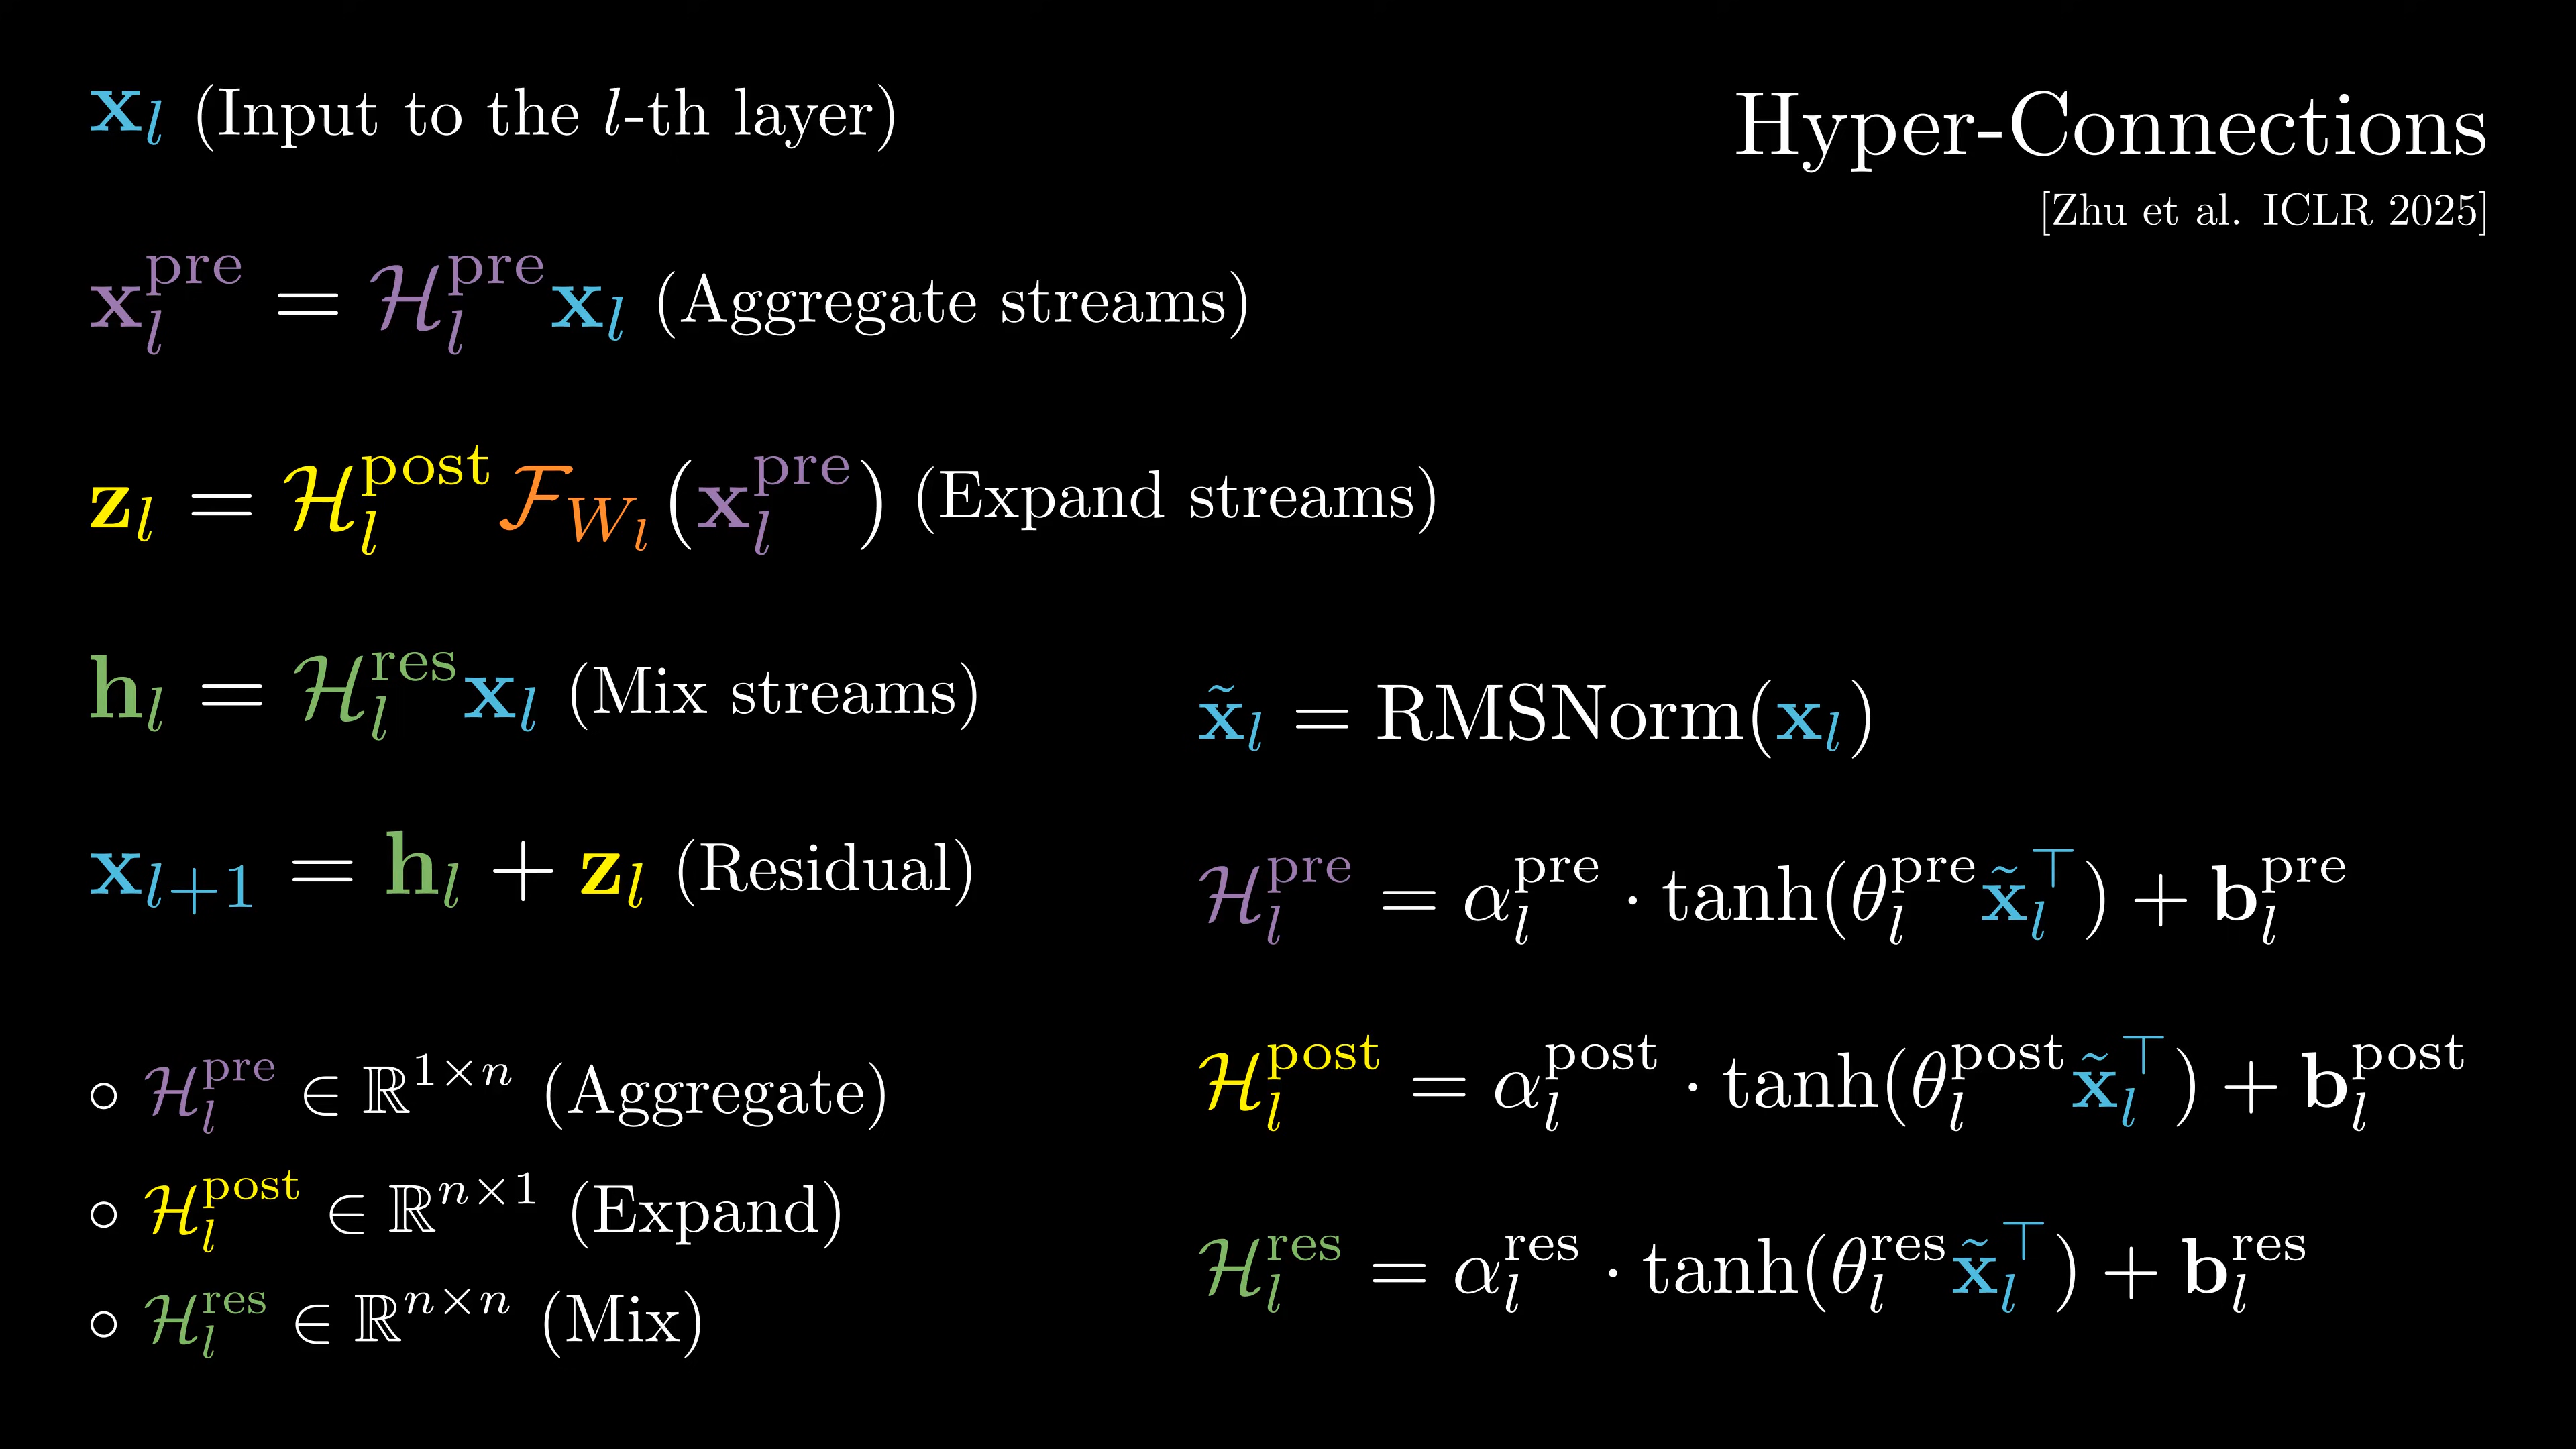 𝐱_l (Input to the l-th layer)
Hyper-Connections
[Zhu et al. ICLR 2025]
𝐱_l^pre = ℋ_l^pre 𝐱_l (Aggregate streams)
𝐳_l = ℋ_l^post ℱ_{W_l}(𝐱_l^pre) (Expand streams)
𝐡_l = ℋ_l^res 𝐱_l (Mix streams)
𝐱_{l+1} = 𝐡_l + 𝐳_l (Residual)
○ ℋ_l^pre ∈ ℝ^{1×n} (Aggregate)
○ ℋ_l^post ∈ ℝ^{n×1} (Expand)
○ ℋ_l^res ∈ ℝ^{n×n} (Mix)
𝐱̃_l = RMSNorm(𝐱_l)
ℋ_l^pre = α_l^pre · tanh(θ_l^pre 𝐱̃_l^⊤) + 𝐛_l^pre
ℋ_l^post = α_l^post · tanh(θ_l^post 𝐱̃_l^⊤) + 𝐛_l^post
ℋ_l^res = α_l^res · tanh(θ_l^res 𝐱̃_l^⊤) + 𝐛_l^res